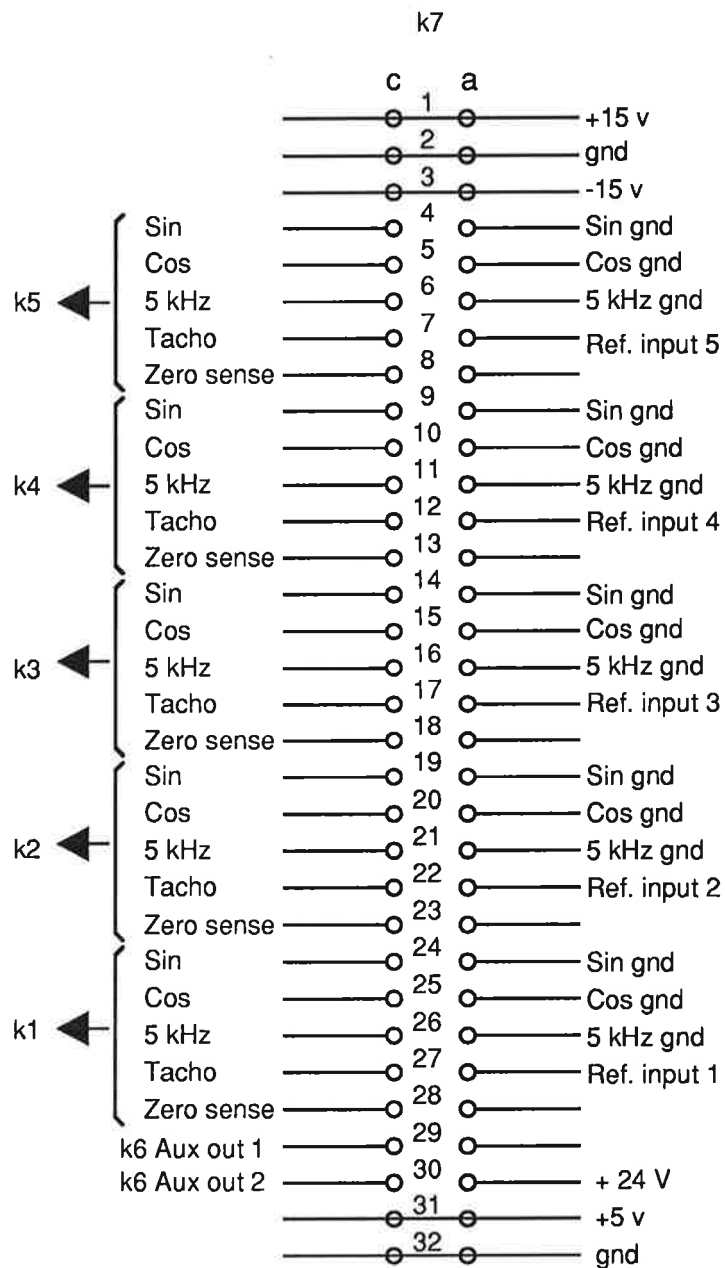 k7
c a
1 +15 v
2 gnd
3 -15 v
Sin 4 Sin gnd
Cos 5 Cos gnd
k5 5 kHz 6 5 kHz gnd
Tacho 7 Ref. input 5
Zero sense 8
Sin 9 Sin gnd
Cos 10 Cos gnd
k4 5 kHz 11 5 kHz gnd
Tacho 12 Ref. input 4
Zero sense 13
Sin 14 Sin gnd
Cos 15 Cos gnd
k3 5 kHz 16 5 kHz gnd
Tacho 17 Ref. input 3
Zero sense 18
Sin 19 Sin gnd
Cos 20 Cos gnd
k2 5 kHz 21 5 kHz gnd
Tacho 22 Ref. input 2
Zero sense 23
Sin 24 Sin gnd
Cos 25 Cos gnd
k1 5 kHz 26 5 kHz gnd
Tacho 27 Ref. input 1
Zero sense 28
k6 Aux out 1 29
k6 Aux out 2 30 + 24 V
31 +5 v
32 gnd